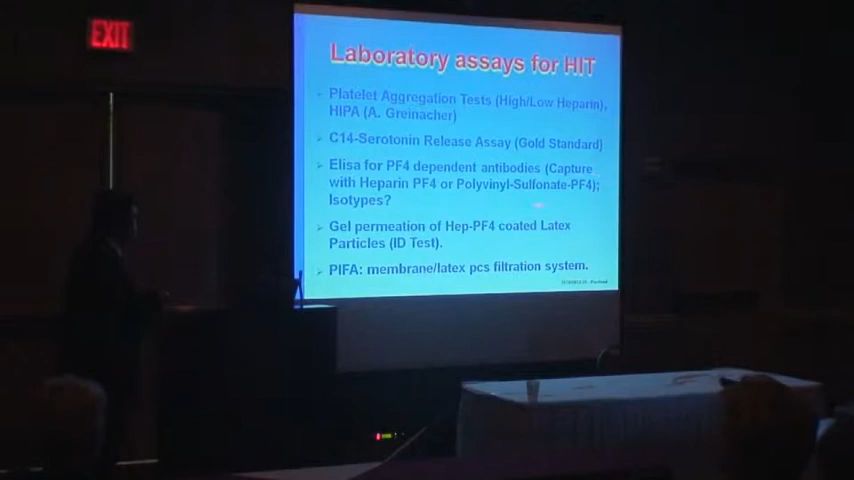 EXIT
Laboratory assays for HIT
Platelet Aggregation Tests (High/Low Heparin),
HIPA (A. Greinacher)
C14-Serotonin Release Assay (Gold Standard)
Elisa for PF4 dependent antibodies (Capture
with Heparin PF4 or Polyvinyl-Sulfonate-PF4);
Isotypes?
Gel permeation of Hep-PF4 coated Latex
Particles (ID Test).
PIFA: membrane/latex pcs filtration system.